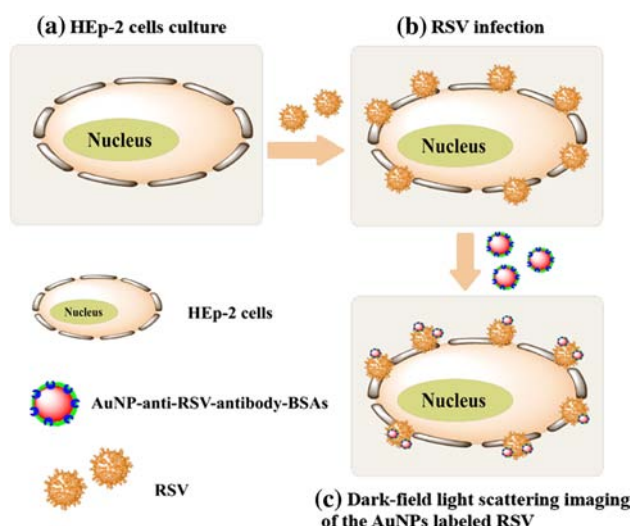 (a) HEp-2 cells culture
(b) RSV infection
Nucleus
Nucleus
Nucleus
HEp-2 cells
AuNP-anti-RSV-antibody-BSAs
Nucleus
RSV
(c) Dark-field light scattering imaging
of the AuNPs labeled RSV